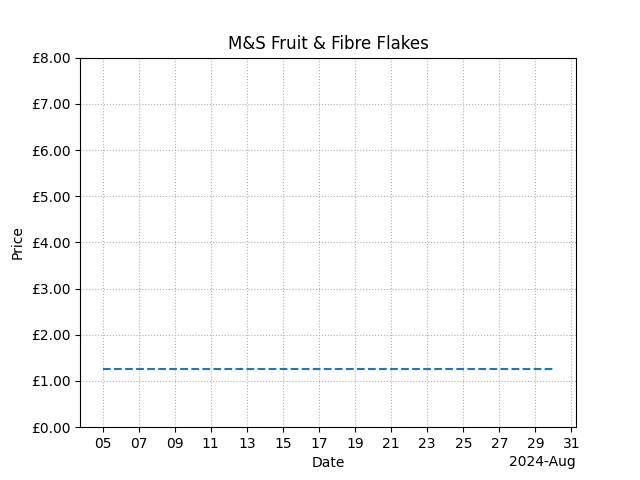 M&S Fruit & Fibre Flakes
£8.00
£7.00
£6.00
£5.00
£4.00
£3.00
£2.00
£1.00
£0.00
Price
05 07 09 11 13 15 17 19 21 23 25 27 29 31
Date
2024-Aug